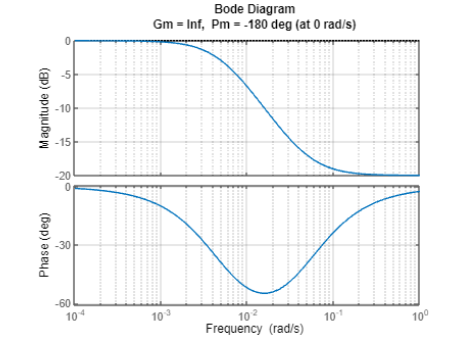 Bode Diagram
Gm = Inf, Pm = -180 deg (at 0 rad/s)
Magnitude (dB)
0
-5
-10
-15
-20
Phase (deg)
0
-30
-60
10^-4
10^-3
10^-2
10^-1
10^0
Frequency (rad/s)